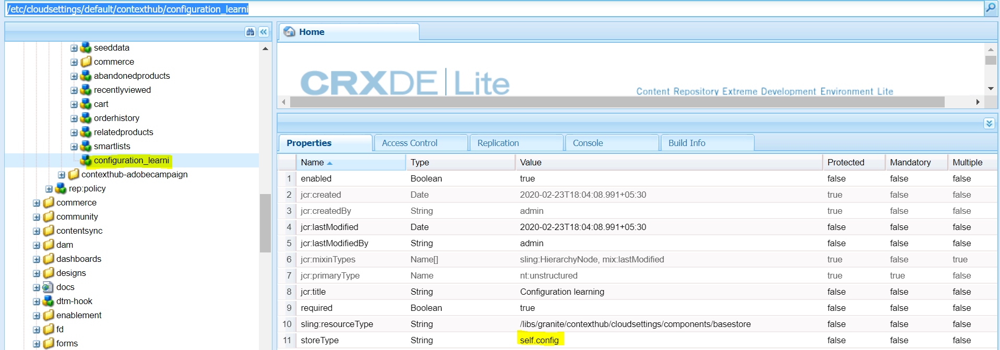 /etc/cloudsettings/default/contexthub/configuration_learni
seeddata
commerce
abandonedproducts
recentlyviewed
cart
orderhistory
relatedproducts
smartlists
configuration_learni
contexthub-adobecampaign
rep:policy
commerce
community
contentsync
dam
dashboards
designs
docs
dtm-hook
enablement
fd
forms
Home
CRXDE | Lite
Content Repository Extreme Development Environment Lite
Properties Access Control Replication Console Build Info
Name Type Value Protected Mandatory Multiple
1 enabled Boolean true false false false
2 jcr:created Date 2020-02-23T18:04:08.991+05:30 true false false
3 jcr:createdBy String admin true false false
4 jcr:lastModified Date 2020-02-23T18:04:08.991+05:30 false false false
5 jcr:lastModifiedBy String admin false false false
6 jcr:mixinTypes Name[] sling:HierarchyNode, mix:lastModified true false true
7 jcr:primaryType Name nt:unstructured true true false
8 jcr:title String Configuration learning false false false
9 required Boolean true false false false
10 sling:resourceType String /libs/granite/contexthub/cloudsettings/components/basestore false false false
11 storeType String self.config false false false